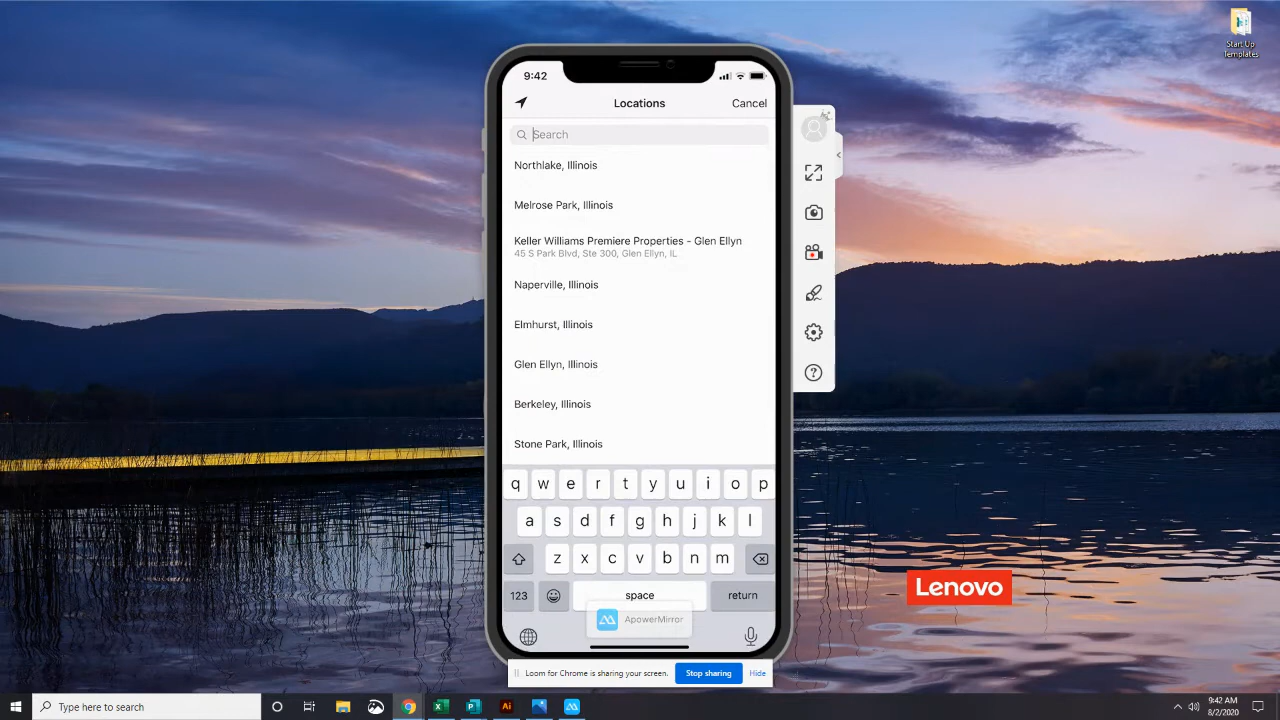 Start Up
Templates
9:42
Locations
Cancel
Search
Northlake, Illinois
Melrose Park, Illinois
Keller Williams Premiere Properties - Glen Ellyn
45 S Park Blvd, Ste 300, Glen Ellyn, IL
Naperville, Illinois
Elmhurst, Illinois
Glen Ellyn, Illinois
Berkeley, Illinois
Stone Park, Illinois
q w e r t y u i o p
a s d f g h j k l
z x c v b n m
123
space
return
ApowerMirror
Lenovo
Loom for Chrome is sharing your screen.
Stop sharing
Hide
Type here to search
Ai
9:42 AM
8/2/2020